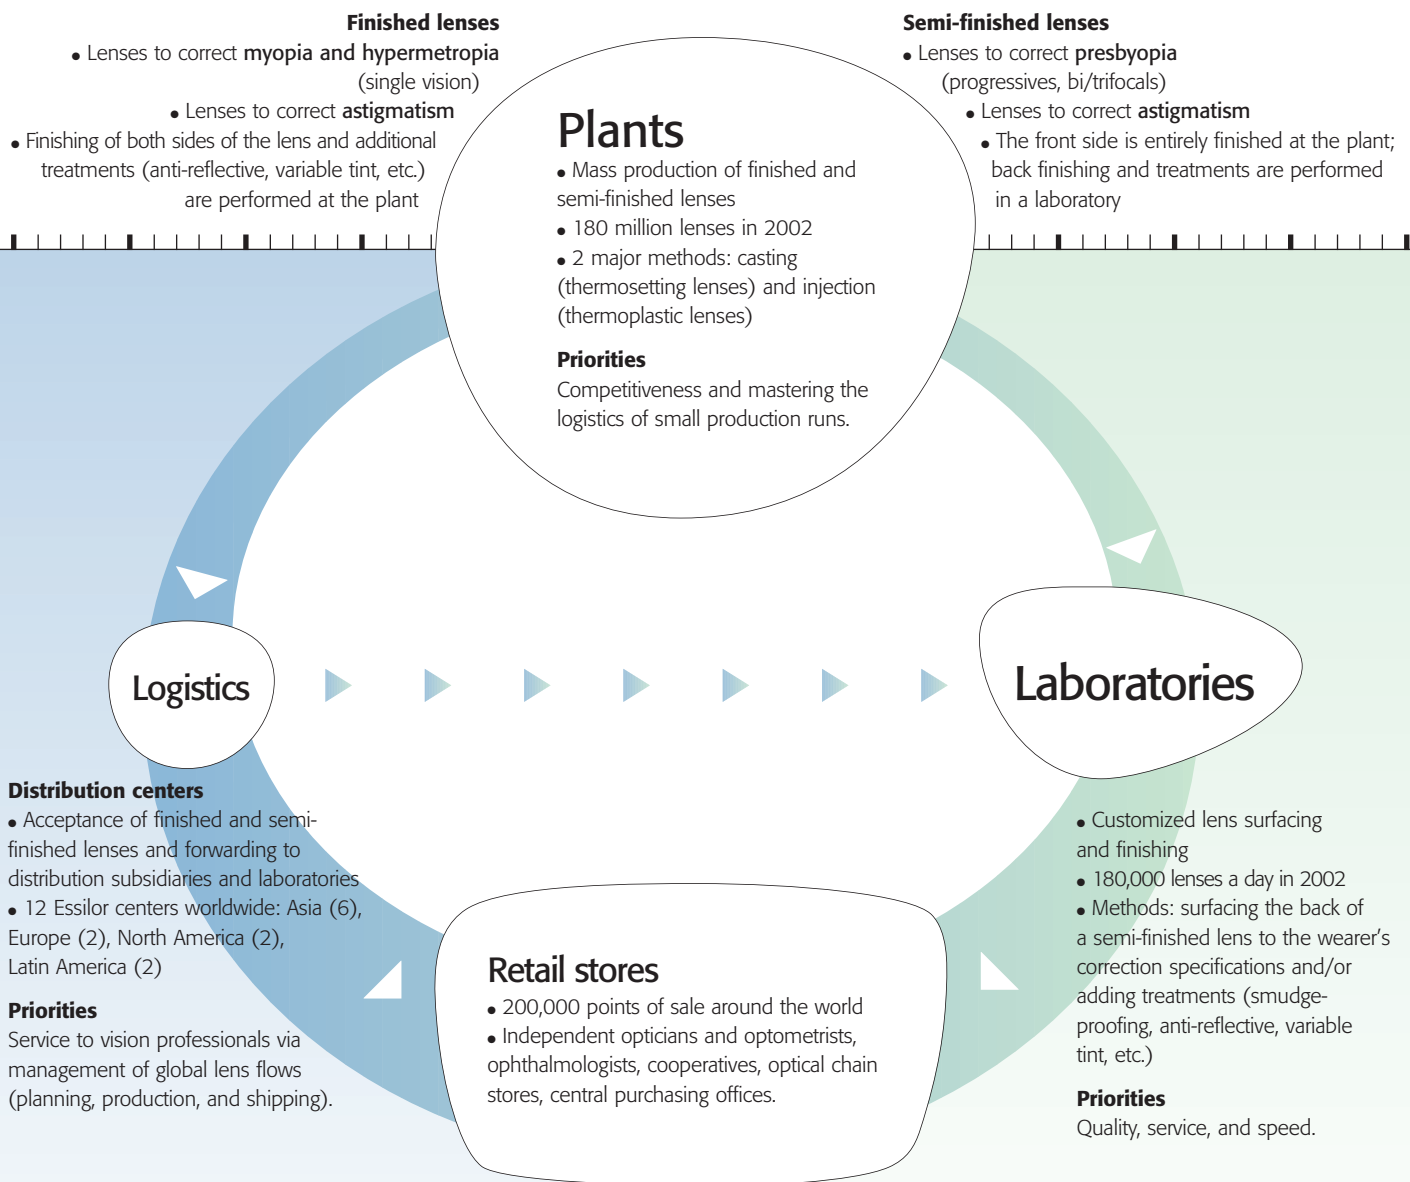 Finished lenses
• Lenses to correct myopia and hypermetropia
(single vision)
• Lenses to correct astigmatism
• Finishing of both sides of the lens and additional
treatments (anti-reflective, variable tint, etc.)
are performed at the plant
Semi-finished lenses
• Lenses to correct presbyopia
(progressives, bi/trifocals)
• Lenses to correct astigmatism
• The front side is entirely finished at the plant;
back finishing and treatments are performed
in a laboratory
Plants
• Mass production of finished and
semi-finished lenses
• 180 million lenses in 2002
• 2 major methods: casting
(thermosetting lenses) and injection
(thermoplastic lenses)
Priorities
Competitiveness and mastering the
logistics of small production runs.
Logistics
Laboratories
Distribution centers
• Acceptance of finished and semi-
finished lenses and forwarding to
distribution subsidiaries and laboratories
• 12 Essilor centers worldwide: Asia (6),
Europe (2), North America (2),
Latin America (2)
Priorities
Service to vision professionals via
management of global lens flows
(planning, production, and shipping).
Retail stores
• 200,000 points of sale around the world
• Independent opticians and optometrists,
ophthalmologists, cooperatives, optical chain
stores, central purchasing offices.
• Customized lens surfacing
and finishing
• 180,000 lenses a day in 2002
• Methods: surfacing the back of
a semi-finished lens to the wearer's
correction specifications and/or
adding treatments (smudge-
proofing, anti-reflective, variable
tint, etc.)
Priorities
Quality, service, and speed.